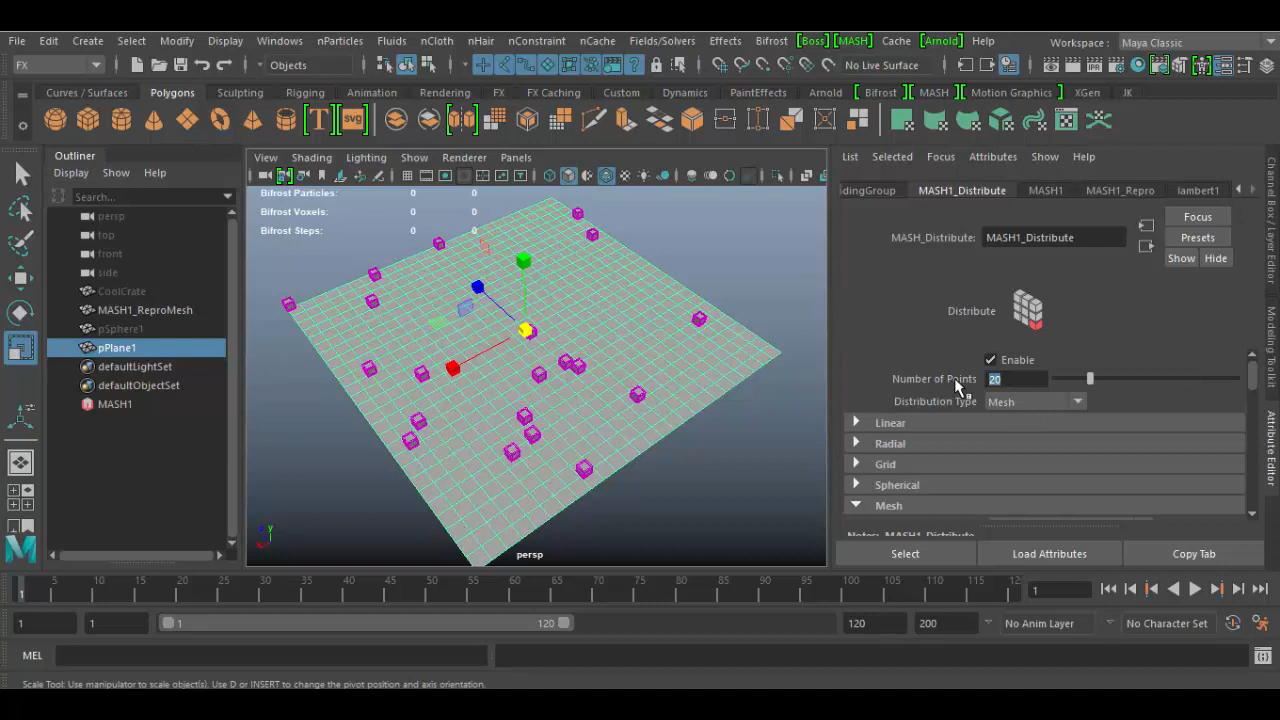 File Edit Create Select Modify Display Windows nParticles Fluids nCloth nHair nConstraint nCache Fields/Solvers Effects Bifrost [Boss] [MASH] Cache [Arnold] Help Workspace : Maya Classic
FX Objects No Live Surface
Curves / Surfaces Polygons Sculpting Rigging Animation Rendering FX FX Caching Custom Dynamics PaintEffects Arnold [ Bifrost ] [ MASH ] [ Motion Graphics ] XGen JK
T SVG
Outliner
Display Show Help
Search...
persp
top
front
side
CoolCrate
MASH1_ReproMesh
pSphere1
pPlane1
defaultLightSet
defaultObjectSet
MASH1
View Shading Lighting Show Renderer Panels
Bifrost Particles: 0 0
Bifrost Voxels: 0 0
Bifrost Steps: 0 0
persp
List Selected Focus Attributes Show Help
dingGroup MASH1_Distribute MASH1 MASH1_Repro lambert1
MASH_Distribute: MASH1_Distribute
Focus
Presets
Show Hide
Distribute
Enable
Number of Points 20
Distribution Type Mesh
Linear
Radial
Grid
Spherical
Mesh
Notes: MASH1_Distribute
Select Load Attributes Copy Tab
Channel Box / Layer Editor
Modeling Toolkit
Attribute Editor
1 5 10 15 20 25 30 35 40 45 50 55 60 65 70 75 80 85 90 95 100 105 110 115 12 1
1 1 1 120 120 200 No Anim Layer No Character Set
MEL
Scale Tool: Use manipulator to scale object(s). Use D or INSERT to change the pivot position and axis orientation.